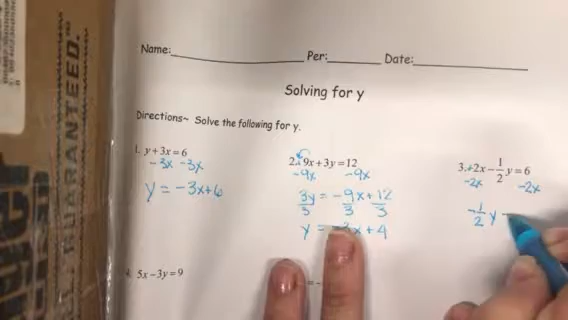 GUARANTEED.
Name: Per: Date:
Solving for y
Directions~ Solve the following for y.
1. y+3x=6
-3x -3x
y = -3x+6
2. 9x+3y=12
-9x -9x
3y = -9x+12
3 3 3
y = -3x+4
3. +2x-1/2y=6
-2x -2x
-1/2 y
5x-3y=9